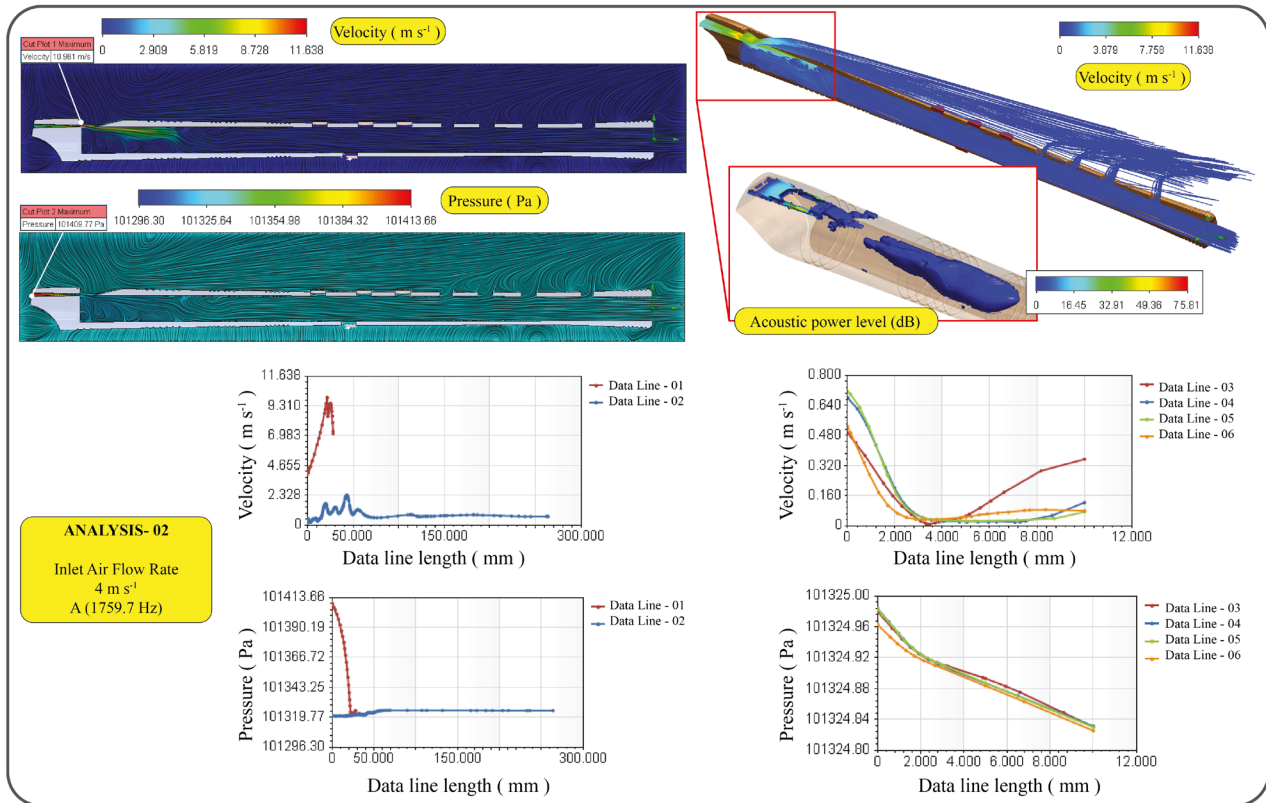 Velocity (m s⁻¹)
0 2.909 5.819 8.728 11.638
Cut Plot 1 Maximum
Velocity 10.981 m/s
Pressure ( Pa)
101296.30 101325.64 101354.98 101384.32 101413.66
Cut Plot 2 Maximum
Pressure 101409.77 Pa
0 3.879 7.758 11.638
Velocity ( m s⁻¹)
0 16.45 32.91 49.36 75.81
Acoustic power level (dB)
ANALYSIS- 02
Inlet Air Flow Rate
4 m s⁻¹
A (1759.7 Hz)
Velocity ( m s⁻¹)
11.638
9.310
6.983
4.855
2.328
0
0 50.000 150.000 300.000
Data line length ( mm)
Data Line - 01
Data Line - 02
Velocity ( m s⁻¹)
0.800
0.640
0.480
0.320
0.160
0
0 2.000 4.000 6.000 8.000 10.000 12.000
Data line length ( mm)
Data Line - 03
Data Line - 04
Data Line - 05
Data Line - 06
Pressure ( Pa)
101413.66
101390.19
101366.72
101343.25
101319.77
101296.30
0 50.000 150.000 300.000
Data line length ( mm)
Data Line - 01
Data Line - 02
Pressure ( Pa)
101325.00
101324.96
101324.92
101324.88
101324.84
101324.80
0 2.000 4.000 6.000 8.000 10.000 12.000
Data line length ( mm)
Data Line - 03
Data Line - 04
Data Line - 05
Data Line - 06